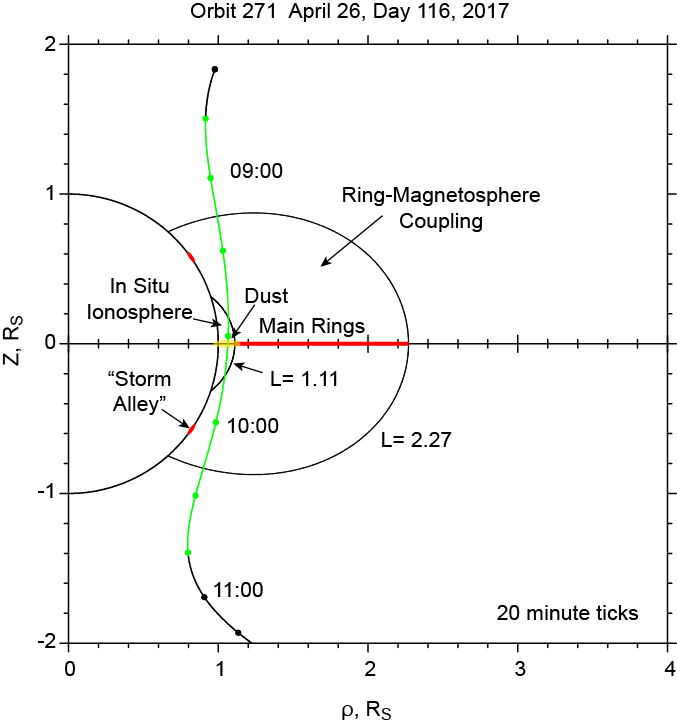 Orbit 271  April 26, Day 116, 2017
2
09:00
1
Ring-Magnetosphere
Coupling
In Situ
Ionosphere
Dust
Main Rings
Z, R_S
0
L= 1.11
“Storm
Alley”
10:00
L= 2.27
-1
11:00
20 minute ticks
-2
0 1 2 3 4
ρ, R_S